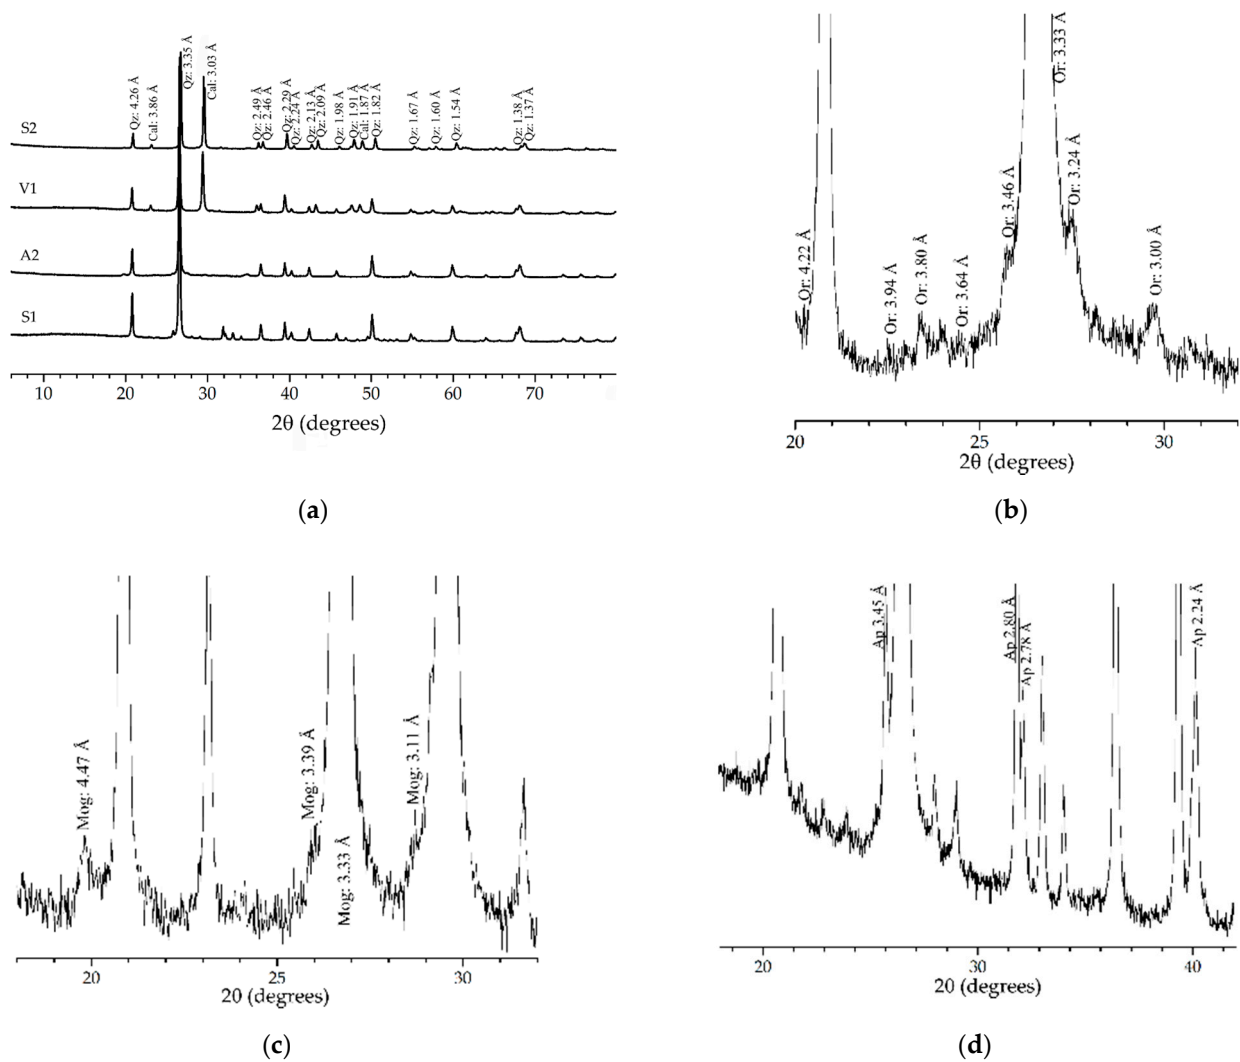 Qz: 4.26 Å
Cal: 3.86 Å
Qz: 3.35 Å
Cal: 3.03 Å
Qz: 2.49 Å
Qz: 2.46 Å
Qz: 2.29 Å
Qz: 2.24 Å
Qz: 2.13 Å
Qz: 2.09 Å
Qz: 1.98 Å
Qz: 1.91 Å
Cal: 1.87 Å
Qz: 1.82 Å
Qz: 1.67 Å
Qz: 1.60 Å
Qz: 1.54 Å
Qz: 1.38 Å
Qz: 1.37 Å
S2
V1
A2
S1
10 20 30 40 50 60 70
2θ (degrees)
(a)
Or: 4.22 Å
Or: 3.94 Å
Or: 3.80 Å
Or: 3.64 Å
Or: 3.46 Å
Or: 3.33 Å
Or: 3.24 Å
Or: 3.00 Å
20 25 30
2θ (degrees)
(b)
Mog: 4.47 Å
Mog: 3.39 Å
Mog: 3.33 Å
Mog: 3.11 Å
20 25 30
2θ (degrees)
(c)
Ap 3.45 Å
Ap 2.80 Å
Ap 2.78 Å
Ap 2.24 Å
20 30 40
2θ (degrees)
(d)